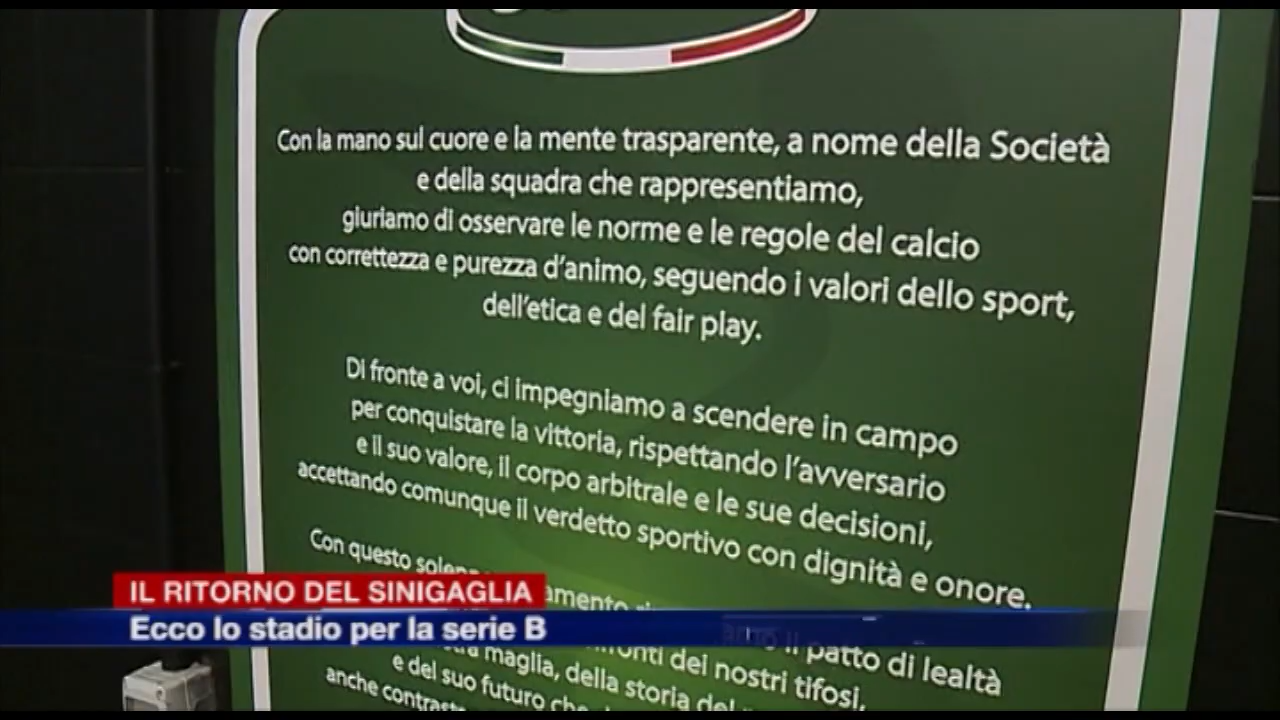 Con la mano sul cuore e la mente trasparente, a nome della Società
e della squadra che rappresentiamo,
giuriamo di osservare le norme e le regole del calcio
con correttezza e purezza d'animo, seguendo i valori dello sport,
dell'etica e del fair play.
Di fronte a voi, ci impegniamo a scendere in campo
per conquistare la vittoria, rispettando l'avversario
e il suo valore, il corpo arbitrale e le sue decisioni,
accettando comunque il verdetto sportivo con dignità e onore.
Con questo
il patto di lealtà
maglia, della storia
dei nostri tifosi,
e del suo futuro
anche
IL RITORNO DEL SINIGAGLIA
Ecco lo stadio per la serie B